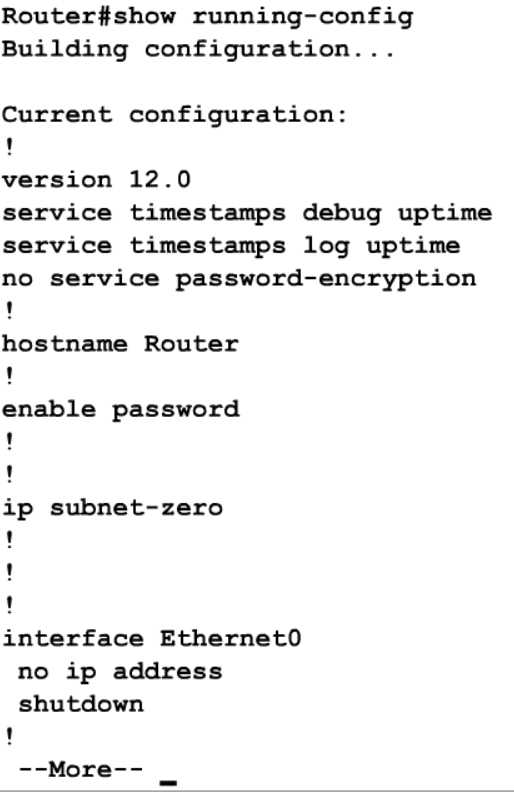 Router#show running-config
Building configuration...
Current configuration:
!
version 12.0
service timestamps debug uptime
service timestamps log uptime
no service password-encryption
!
hostname Router
!
enable password
!
!
ip subnet-zero
!
!
!
interface Ethernet0
 no ip address
 shutdown
!
 --More-- _